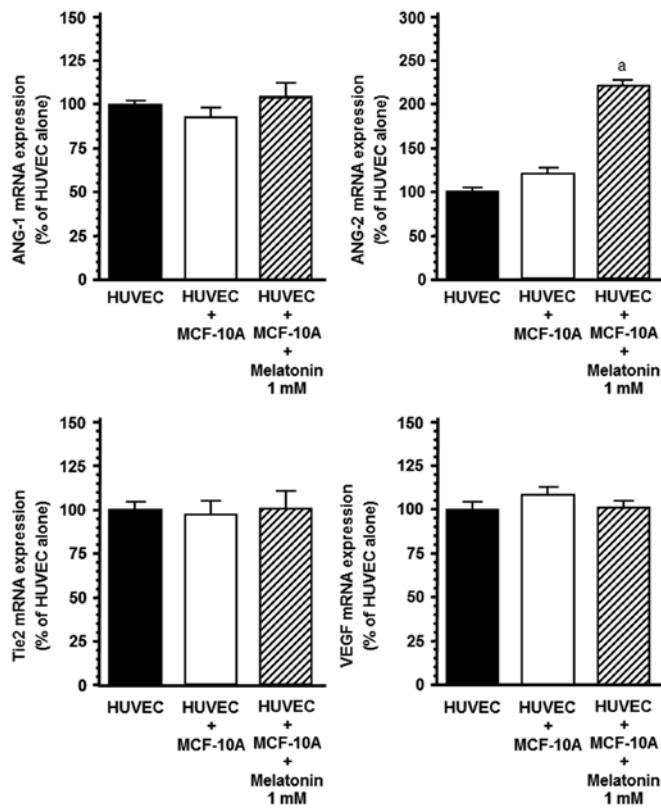 ANG-1 mRNA expression
(% of HUVEC alone)
150
125
100
75
50
25
0
HUVEC
HUVEC
+
MCF-10A
HUVEC
+
MCF-10A
+
Melatonin
1 mM
ANG-2 mRNA expression
(% of HUVEC alone)
300
250
200
150
100
50
0
a
HUVEC
HUVEC
+
MCF-10A
HUVEC
+
MCF-10A
+
Melatonin
1 mM
Tie2 mRNA expression
(% of HUVEC alone)
150
125
100
75
50
25
0
HUVEC
HUVEC
+
MCF-10A
HUVEC
+
MCF-10A
+
Melatonin
1 mM
VEGF mRNA expression
(% of HUVEC alone)
150
125
100
75
50
25
0
HUVEC
HUVEC
+
MCF-10A
HUVEC
+
MCF-10A
+
Melatonin
1 mM